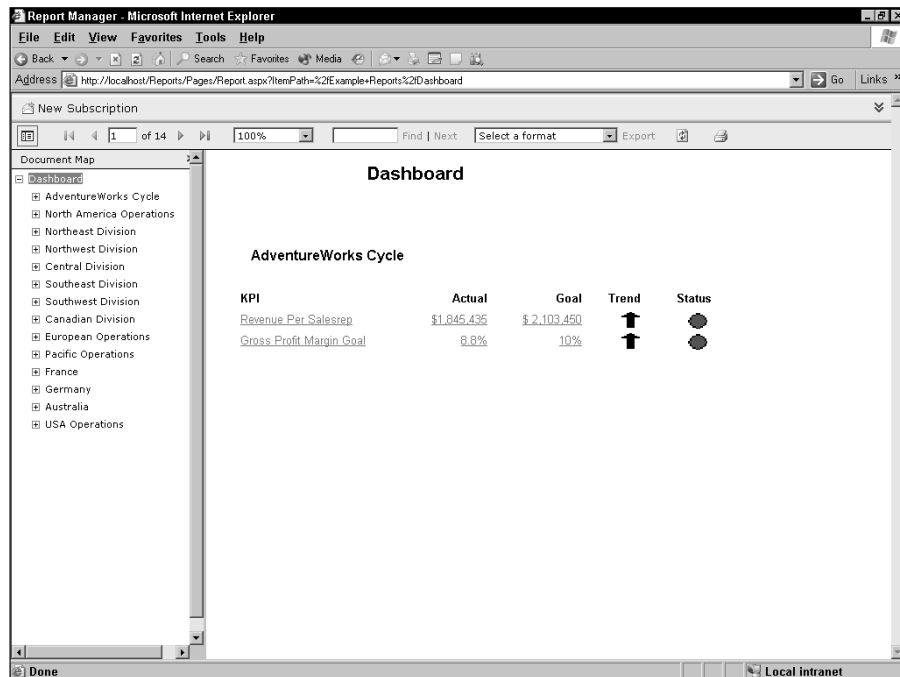 Report Manager - Microsoft Internet Explorer
File Edit View Favorites Tools Help
Back Search Favorites Media
Address http://localhost/Reports/Pages/Report.aspx?ItemPath=%2fExample+Reports%2fDashboard Go Links »
New Subscription
1 of 14 100% Find | Next Select a format Export
Document Map
Dashboard
AdventureWorks Cycle
North America Operations
Northeast Division
Northwest Division
Central Division
Southeast Division
Southwest Division
Canadian Division
European Operations
Pacific Operations
France
Germany
Australia
USA Operations
Dashboard
AdventureWorks Cycle
KPI Actual Goal Trend Status
Revenue Per Salesrep $1,845,435 $ 2,103,450
Gross Profit Margin Goal 8.8% 10%
Done Local intranet